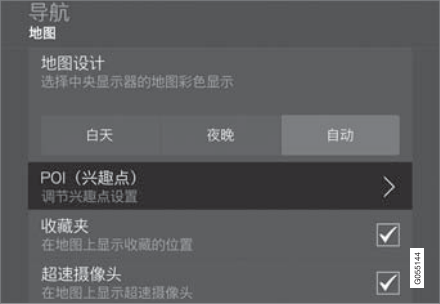 导航
地图
地图设计
选择中央显示器的地图彩色显示
白天 夜晚 自动
POI（兴趣点）
调节兴趣点设置
收藏夹
在地图上显示收藏的位置
超速摄像头
在地图上显示超速摄像头
G055144